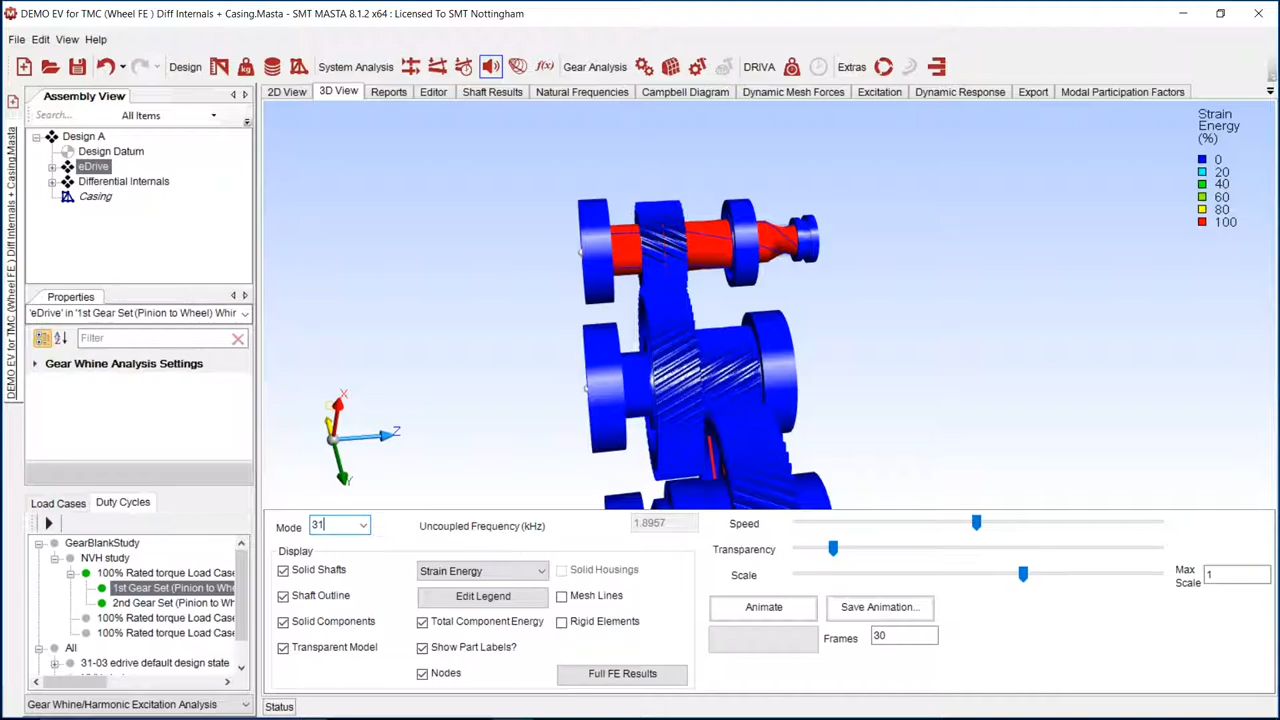 DEMO EV for TMC (Wheel FE ) Diff Internals + Casing.Masta - SMT MASTA 8.1.2 x64 : Licensed To SMT Nottingham
File Edit View Help
Design System Analysis f(x) Gear Analysis DRIVA Extras
Assembly View
2D View 3D View Reports Editor Shaft Results Natural Frequencies Campbell Diagram Dynamic Mesh Forces Excitation Dynamic Response Export Modal Participation Factors
Search... All Items
Design A
Design Datum
eDrive
Differential Internals
Casing
DEMO EV for TMC (Wheel FE ) Diff Internals + Casing.Masta
Properties
'eDrive' in '1st Gear Set (Pinion to Wheel) Whir
Filter
Gear Whine Analysis Settings
Load Cases Duty Cycles
GearBlankStudy
NVH study
100% Rated torque Load Case
1st Gear Set (Pinion to Whe
2nd Gear Set (Pinion to Wh
100% Rated torque Load Case
100% Rated torque Load Case
All
31-03 edrive default design state
Gear Whine/Harmonic Excitation Analysis
Strain
Energy
(%)
0
20
40
60
80
100
X
Z
Y
Mode 31 Uncoupled Frequency (kHz) 1.8957 Speed
Display
Transparency
Solid Shafts Strain Energy Solid Housings
Scale Max Scale 1
Shaft Outline Edit Legend Mesh Lines
Animate Save Animation...
Solid Components Total Component Energy Rigid Elements
Frames 30
Transparent Model Show Part Labels?
Nodes Full FE Results
Status